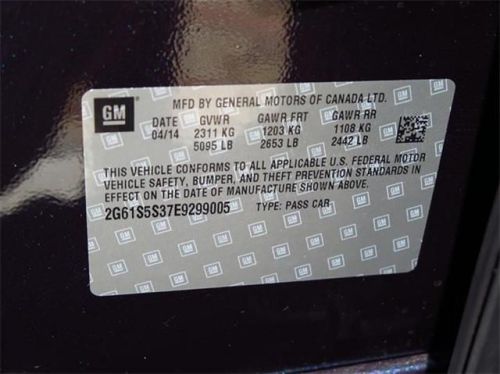 GM
MFD BY GENERAL MOTORS OF CANADA LTD.
DATE GVWR GAWR FRT GAWR RR
04/14 2311 KG 1203 KG 1108 KG
5095 LB 2653 LB 2442 LB
THIS VEHICLE CONFORMS TO ALL APPLICABLE U.S. FEDERAL MOTOR
VEHICLE SAFETY, BUMPER, AND THEFT PREVENTION STANDARDS IN
EFFECT ON THE DATE OF MANUFACTURE SHOWN ABOVE.
2G61S5S37E9299005 TYPE: PASS CAR